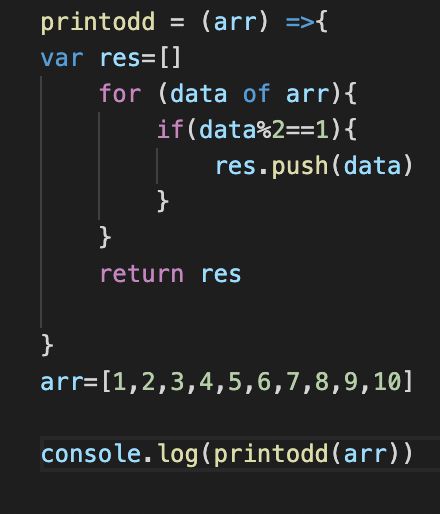 printodd = (arr) =>{
var res=[]
for (data of arr){
if(data%2==1){
res.push(data)
}
}
return res
}
arr=[1,2,3,4,5,6,7,8,9,10]
console.log(printodd(arr))